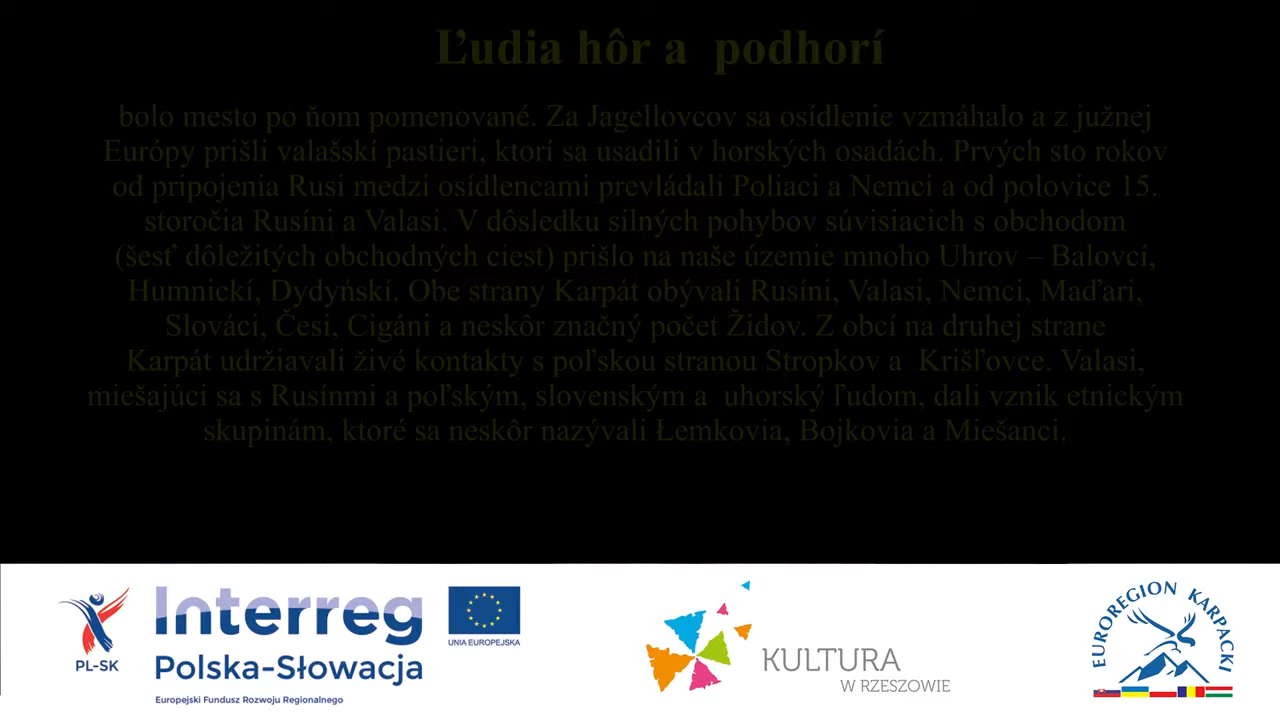 Ľudia hôr a podhorí
bolo mesto po ňom pomenované. Za Jagellovcov sa osídlenie vzmáhalo a z južnej
Európy prišli valašskí pastieri, ktorí sa usadili v horských osadách. Prvých sto rokov
od pripojenia Rusi medzi osídlencami prevládali Poliaci a Nemci a od polovice 15.
storočia Rusíni a Valasi. V dôsledku silných pohybov súvisiacich s obchodom
(šesť dôležitých obchodných ciest) prišlo na naše územie mnoho Uhrov – Balovcí,
Humnickí, Dydyńskí. Obe strany Karpát obývali Rusíni, Valasi, Nemci, Maďari,
Slováci, Česi, Cigáni a neskôr značný počet Židov. Z obcí na druhej strane
Karpát udržiavali živé kontakty s poľskou stranou Stropkov a Krišľovce. Valasi,
miešajúci sa s Rusínmi a poľským, slovenským a uhorský ľudom, dali vznik etnickým
skupinám, ktoré sa neskôr nazývali Łemkovia, Bojkovia a Miešanci.
PL-SK
Interreg
Polska-Słowacja
Europejski Fundusz Rozwoju Regionalnego
UNIA EUROPEJSKA
KULTURA
W RZESZOWIE
EUROREGION KARPACKI